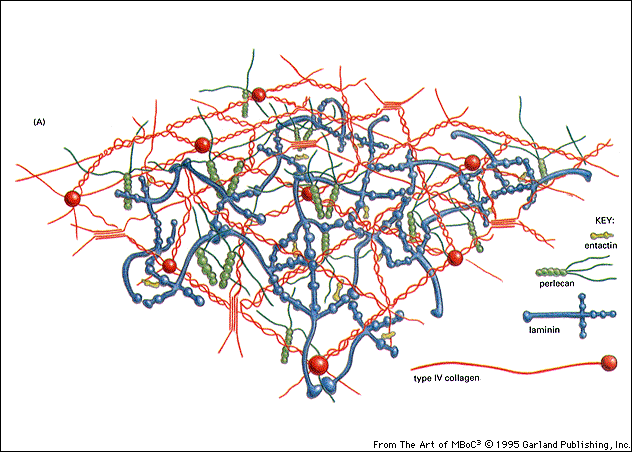 (A)
KEY:
entactin
perlecan
laminin
type IV collagen
From The Art of MBoC³ © 1995 Garland Publishing, Inc.